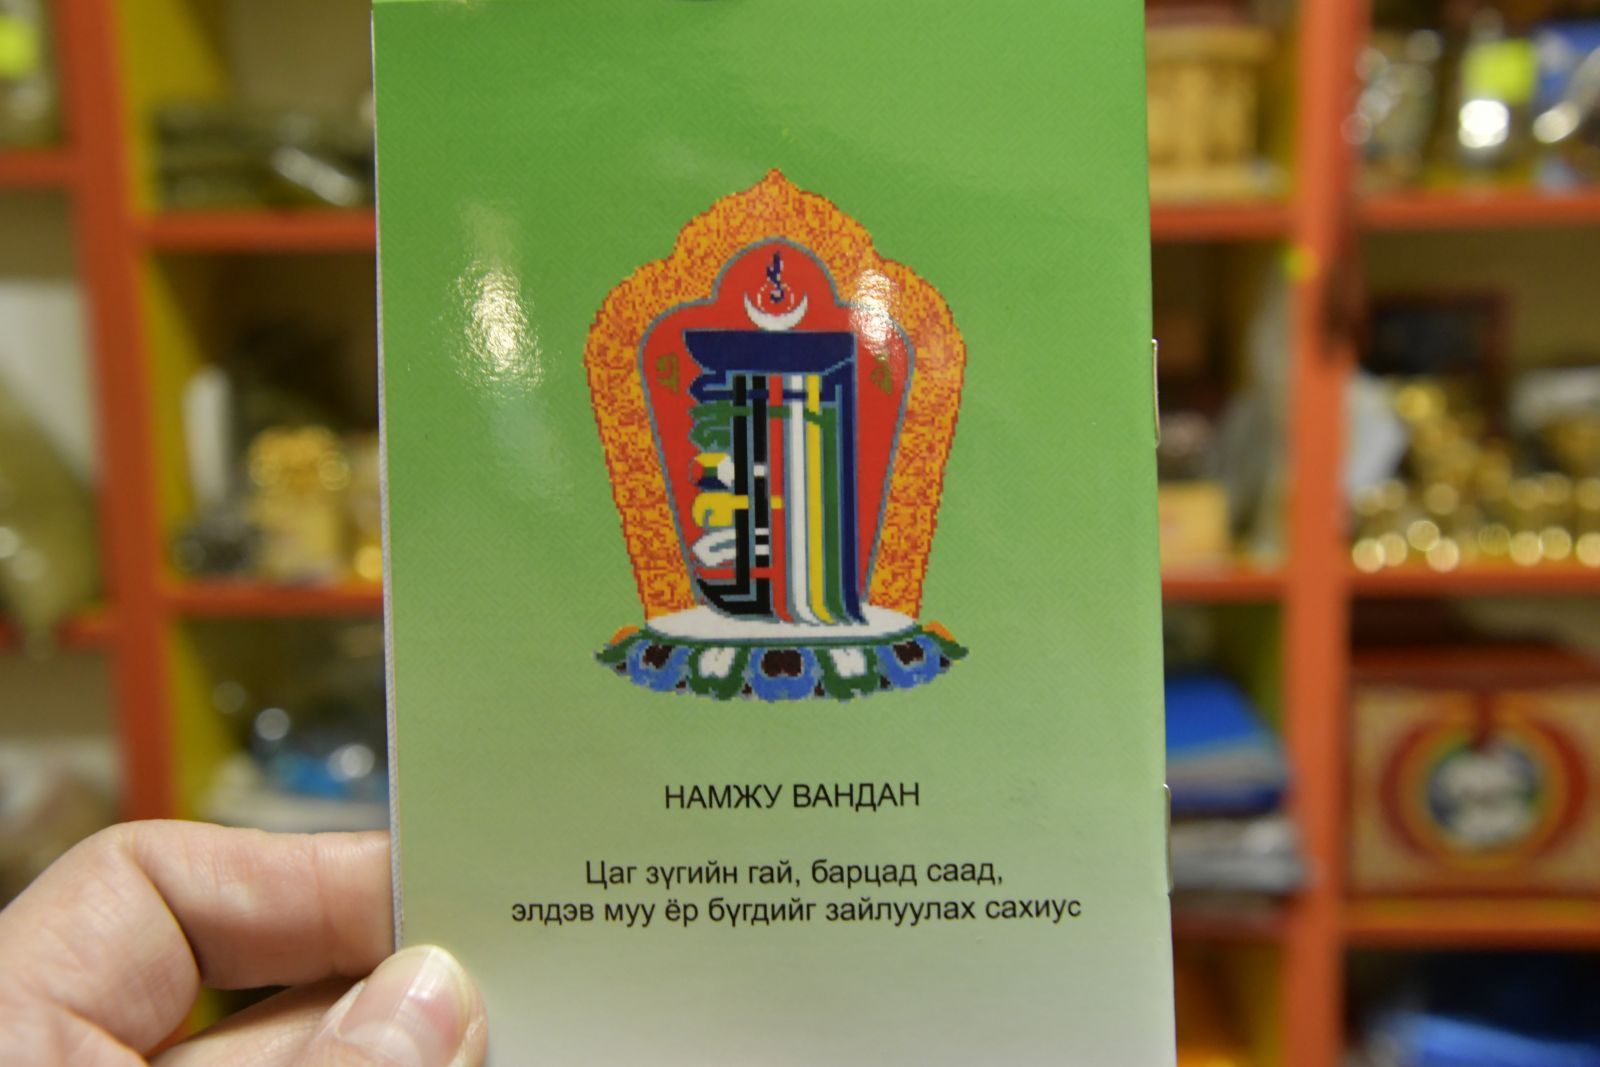 НАМЖУ ВАНДАН
Цаг зүгийн гай, барцад саад,
элдэв муу ёр бүгдийг зайлуулах сахиус